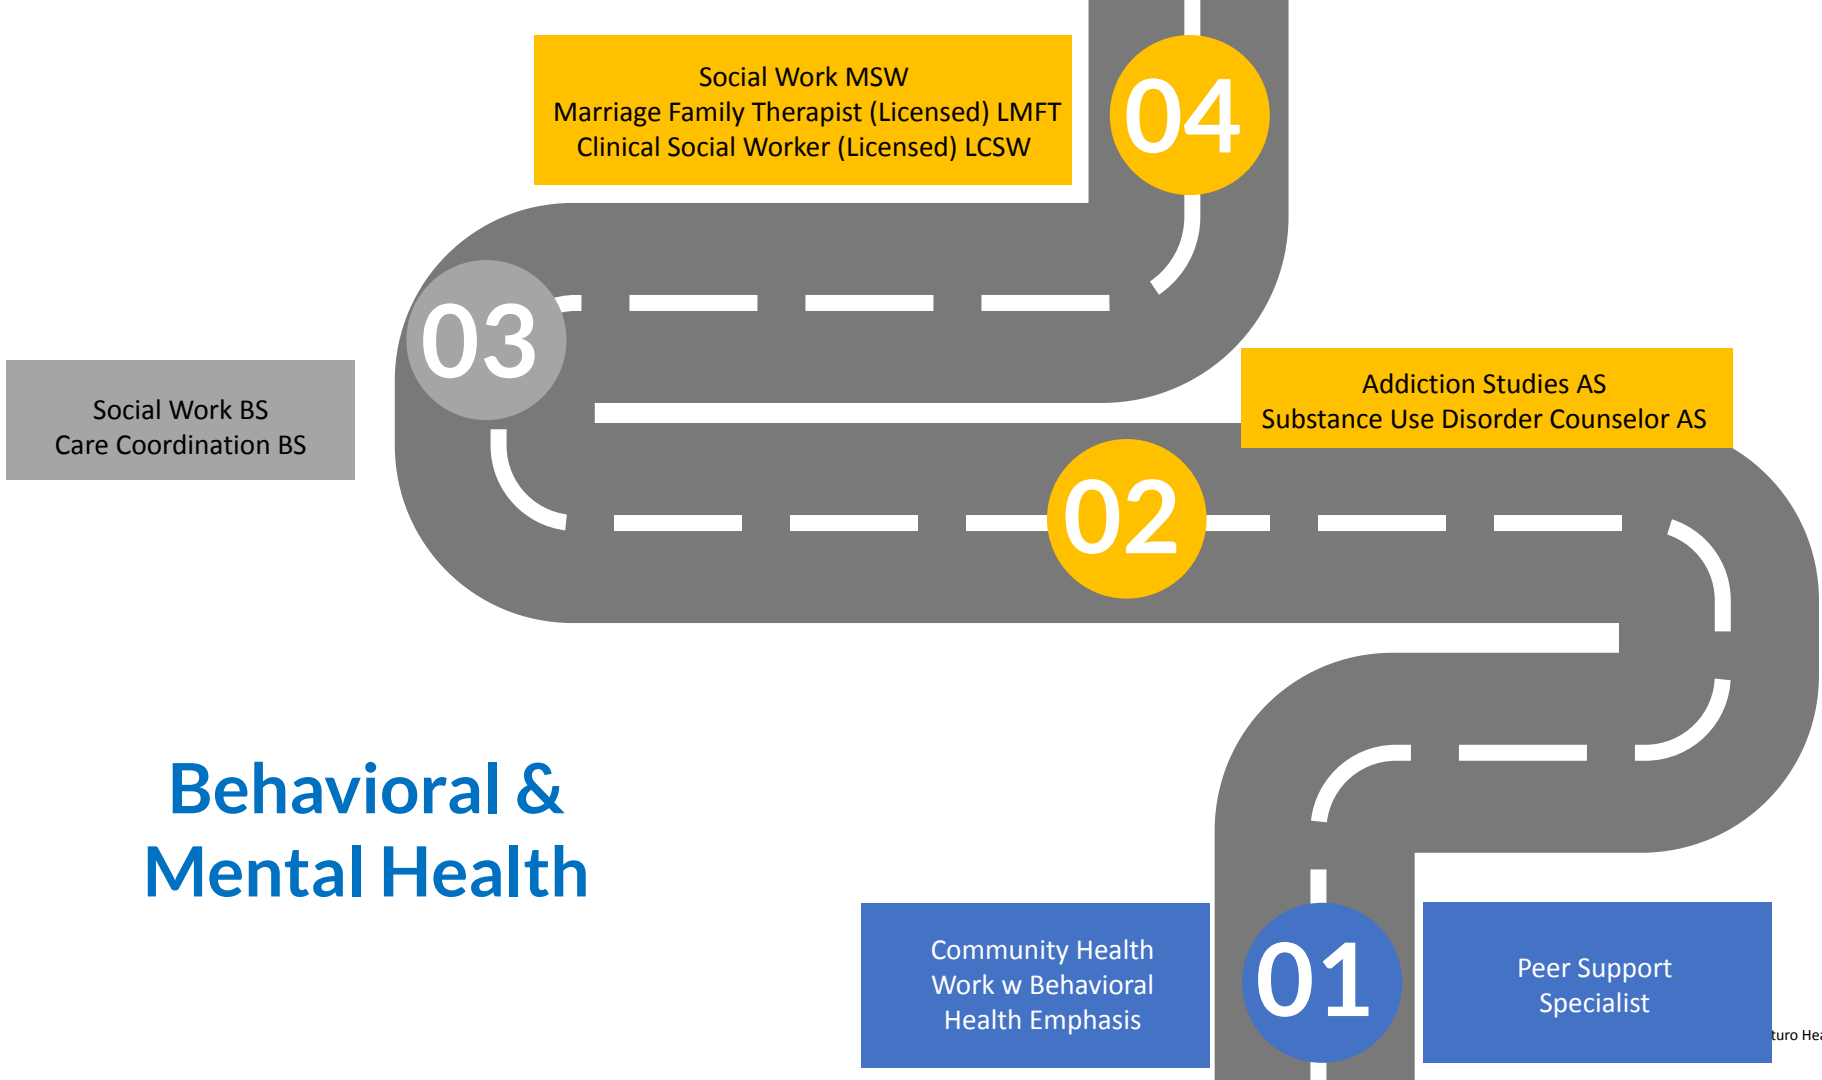 Social Work MSW
Marriage Family Therapist (Licensed) LMFT
Clinical Social Worker (Licensed) LCSW
04
03
Social Work BS
Care Coordination BS
Addiction Studies AS
Substance Use Disorder Counselor AS
02
Behavioral &
Mental Health
Community Health
Work w Behavioral
Health Emphasis
01
Peer Support
Specialist